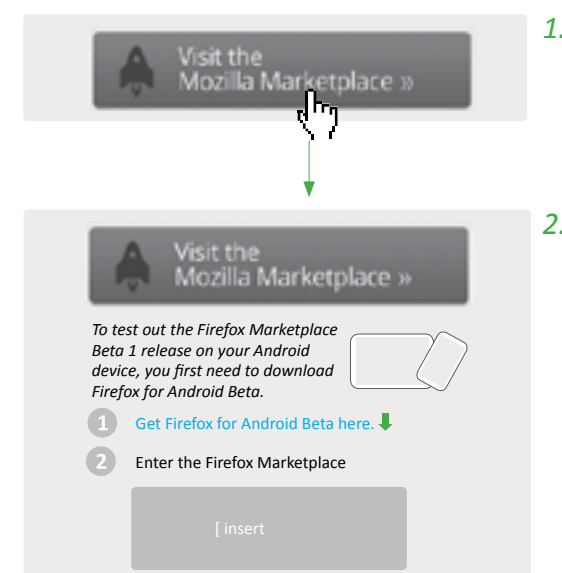 1.
Visit the
Mozilla Marketplace »
2.
Visit the
Mozilla Marketplace »
To test out the Firefox Marketplace
Beta 1 release on your Android
device, you first need to download
Firefox for Android Beta.
1 Get Firefox for Android Beta here.
2 Enter the Firefox Marketplace
[ insert